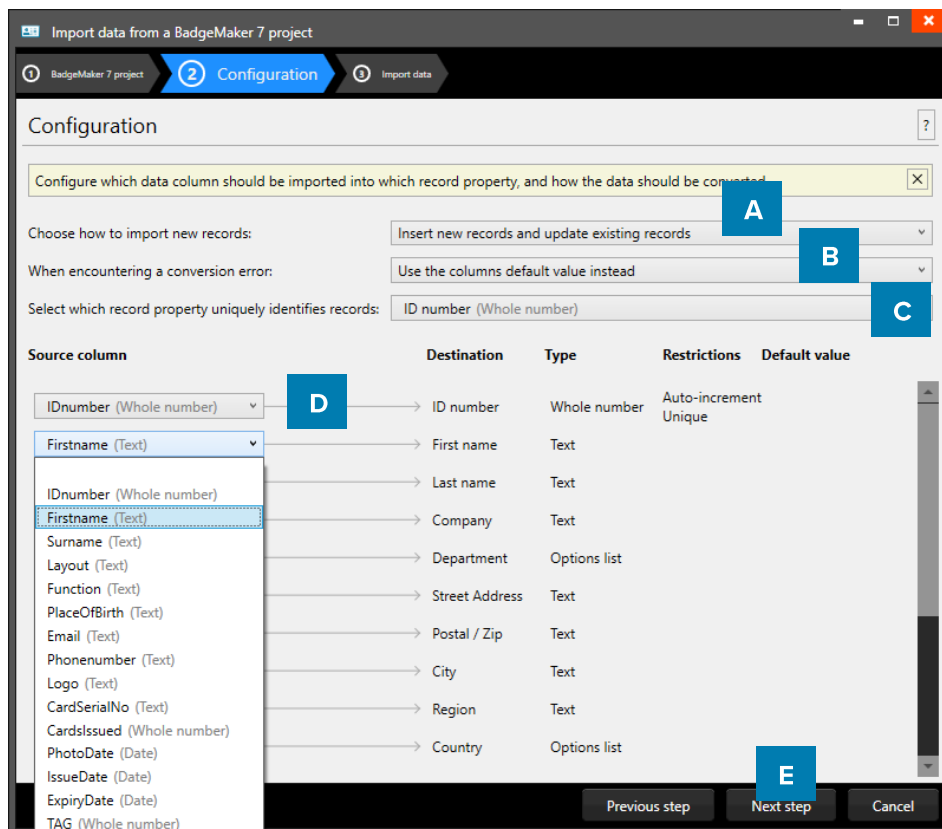 Import data from a BadgeMaker 7 project
1 BadgeMaker 7 project 2 Configuration 3 Import data
Configuration ?
Configure which data column should be imported into which record property, and how the data should be converted
A
Choose how to import new records: Insert new records and update existing records
B
When encountering a conversion error: Use the columns default value instead
C
Select which record property uniquely identifies records: ID number (Whole number)
Source column Destination Type Restrictions Default value
IDnumber (Whole number) D ID number Whole number Auto-increment
Unique
Firstname (Text) First name Text
Last name Text
IDnumber (Whole number)
Firstname (Text) Company Text
Surname (Text)
Layout (Text) Department Options list
Function (Text) Street Address Text
PlaceOfBirth (Text)
Email (Text) Postal / Zip Text
Phonenumber (Text) City Text
Logo (Text)
CardSerialNo (Text) Region Text
CardsIssued (Whole number)
PhotoDate (Date) Country Options list
IssueDate (Date) E
ExpiryDate (Date) Previous step Next step Cancel
TAG (Whole number)